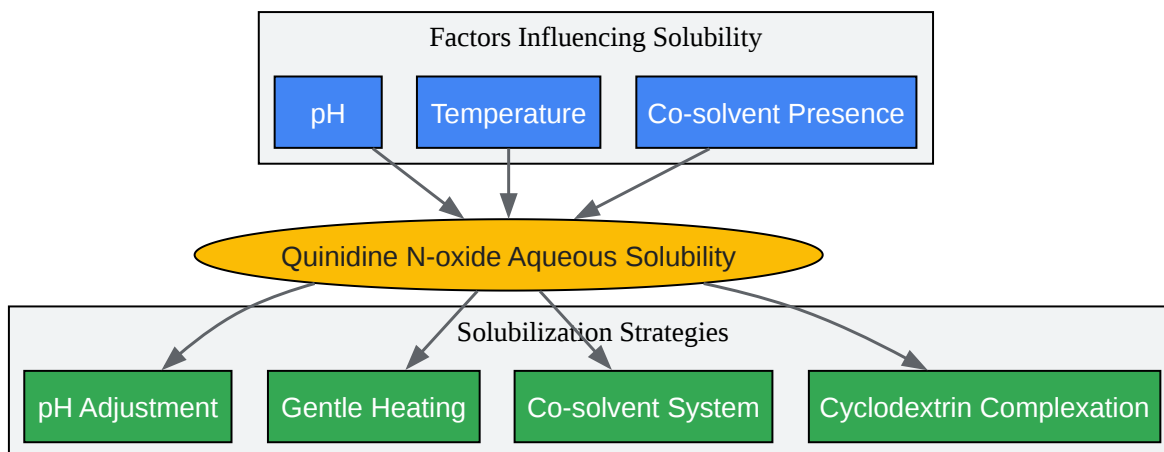 Factors Influencing Solubility
pH
Temperature
Co-solvent Presence
Quinidine N-oxide Aqueous Solubility
Solubilization Strategies
pH Adjustment
Gentle Heating
Co-solvent System
Cyclodextrin Complexation